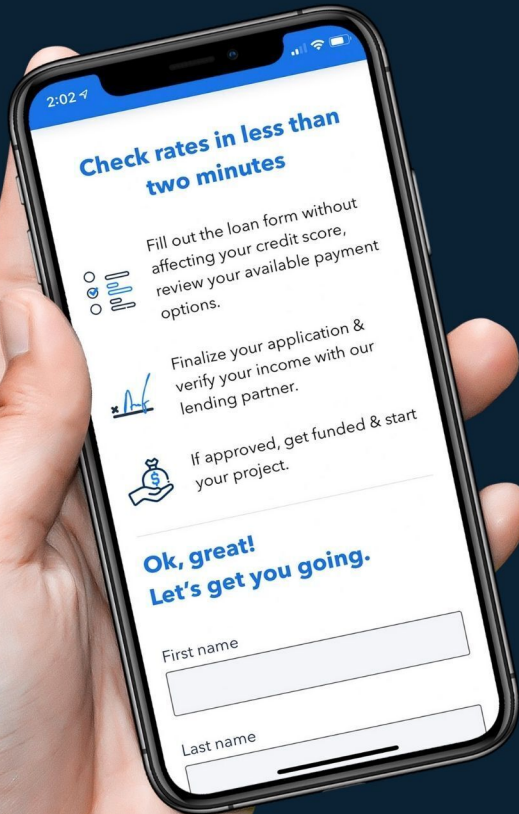 2:02
Check rates in less than
two minutes
Fill out the loan form without
affecting your credit score,
review your available payment
options.
Finalize your application &
verify your income with our
lending partner.
If approved, get funded & start
your project.
Ok, great!
Let's get you going.
First name
Last name